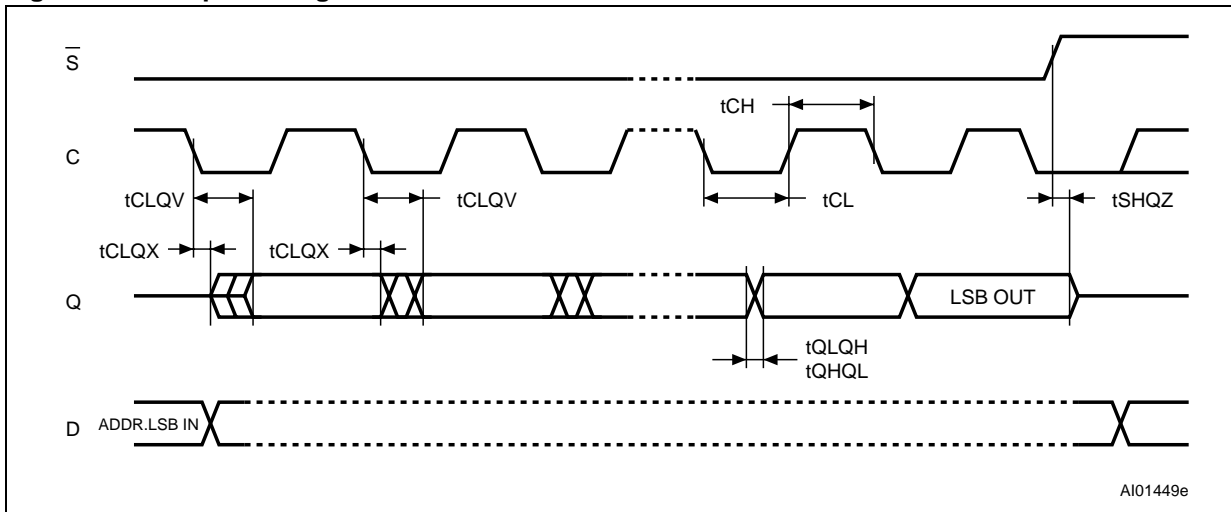 S̅
tCH
C
tCLQV
tCLQV
tCL
tSHQZ
tCLQX
tCLQX
Q
LSB OUT
tQLQH
tQHQL
D
ADDR.LSB IN
AI01449e